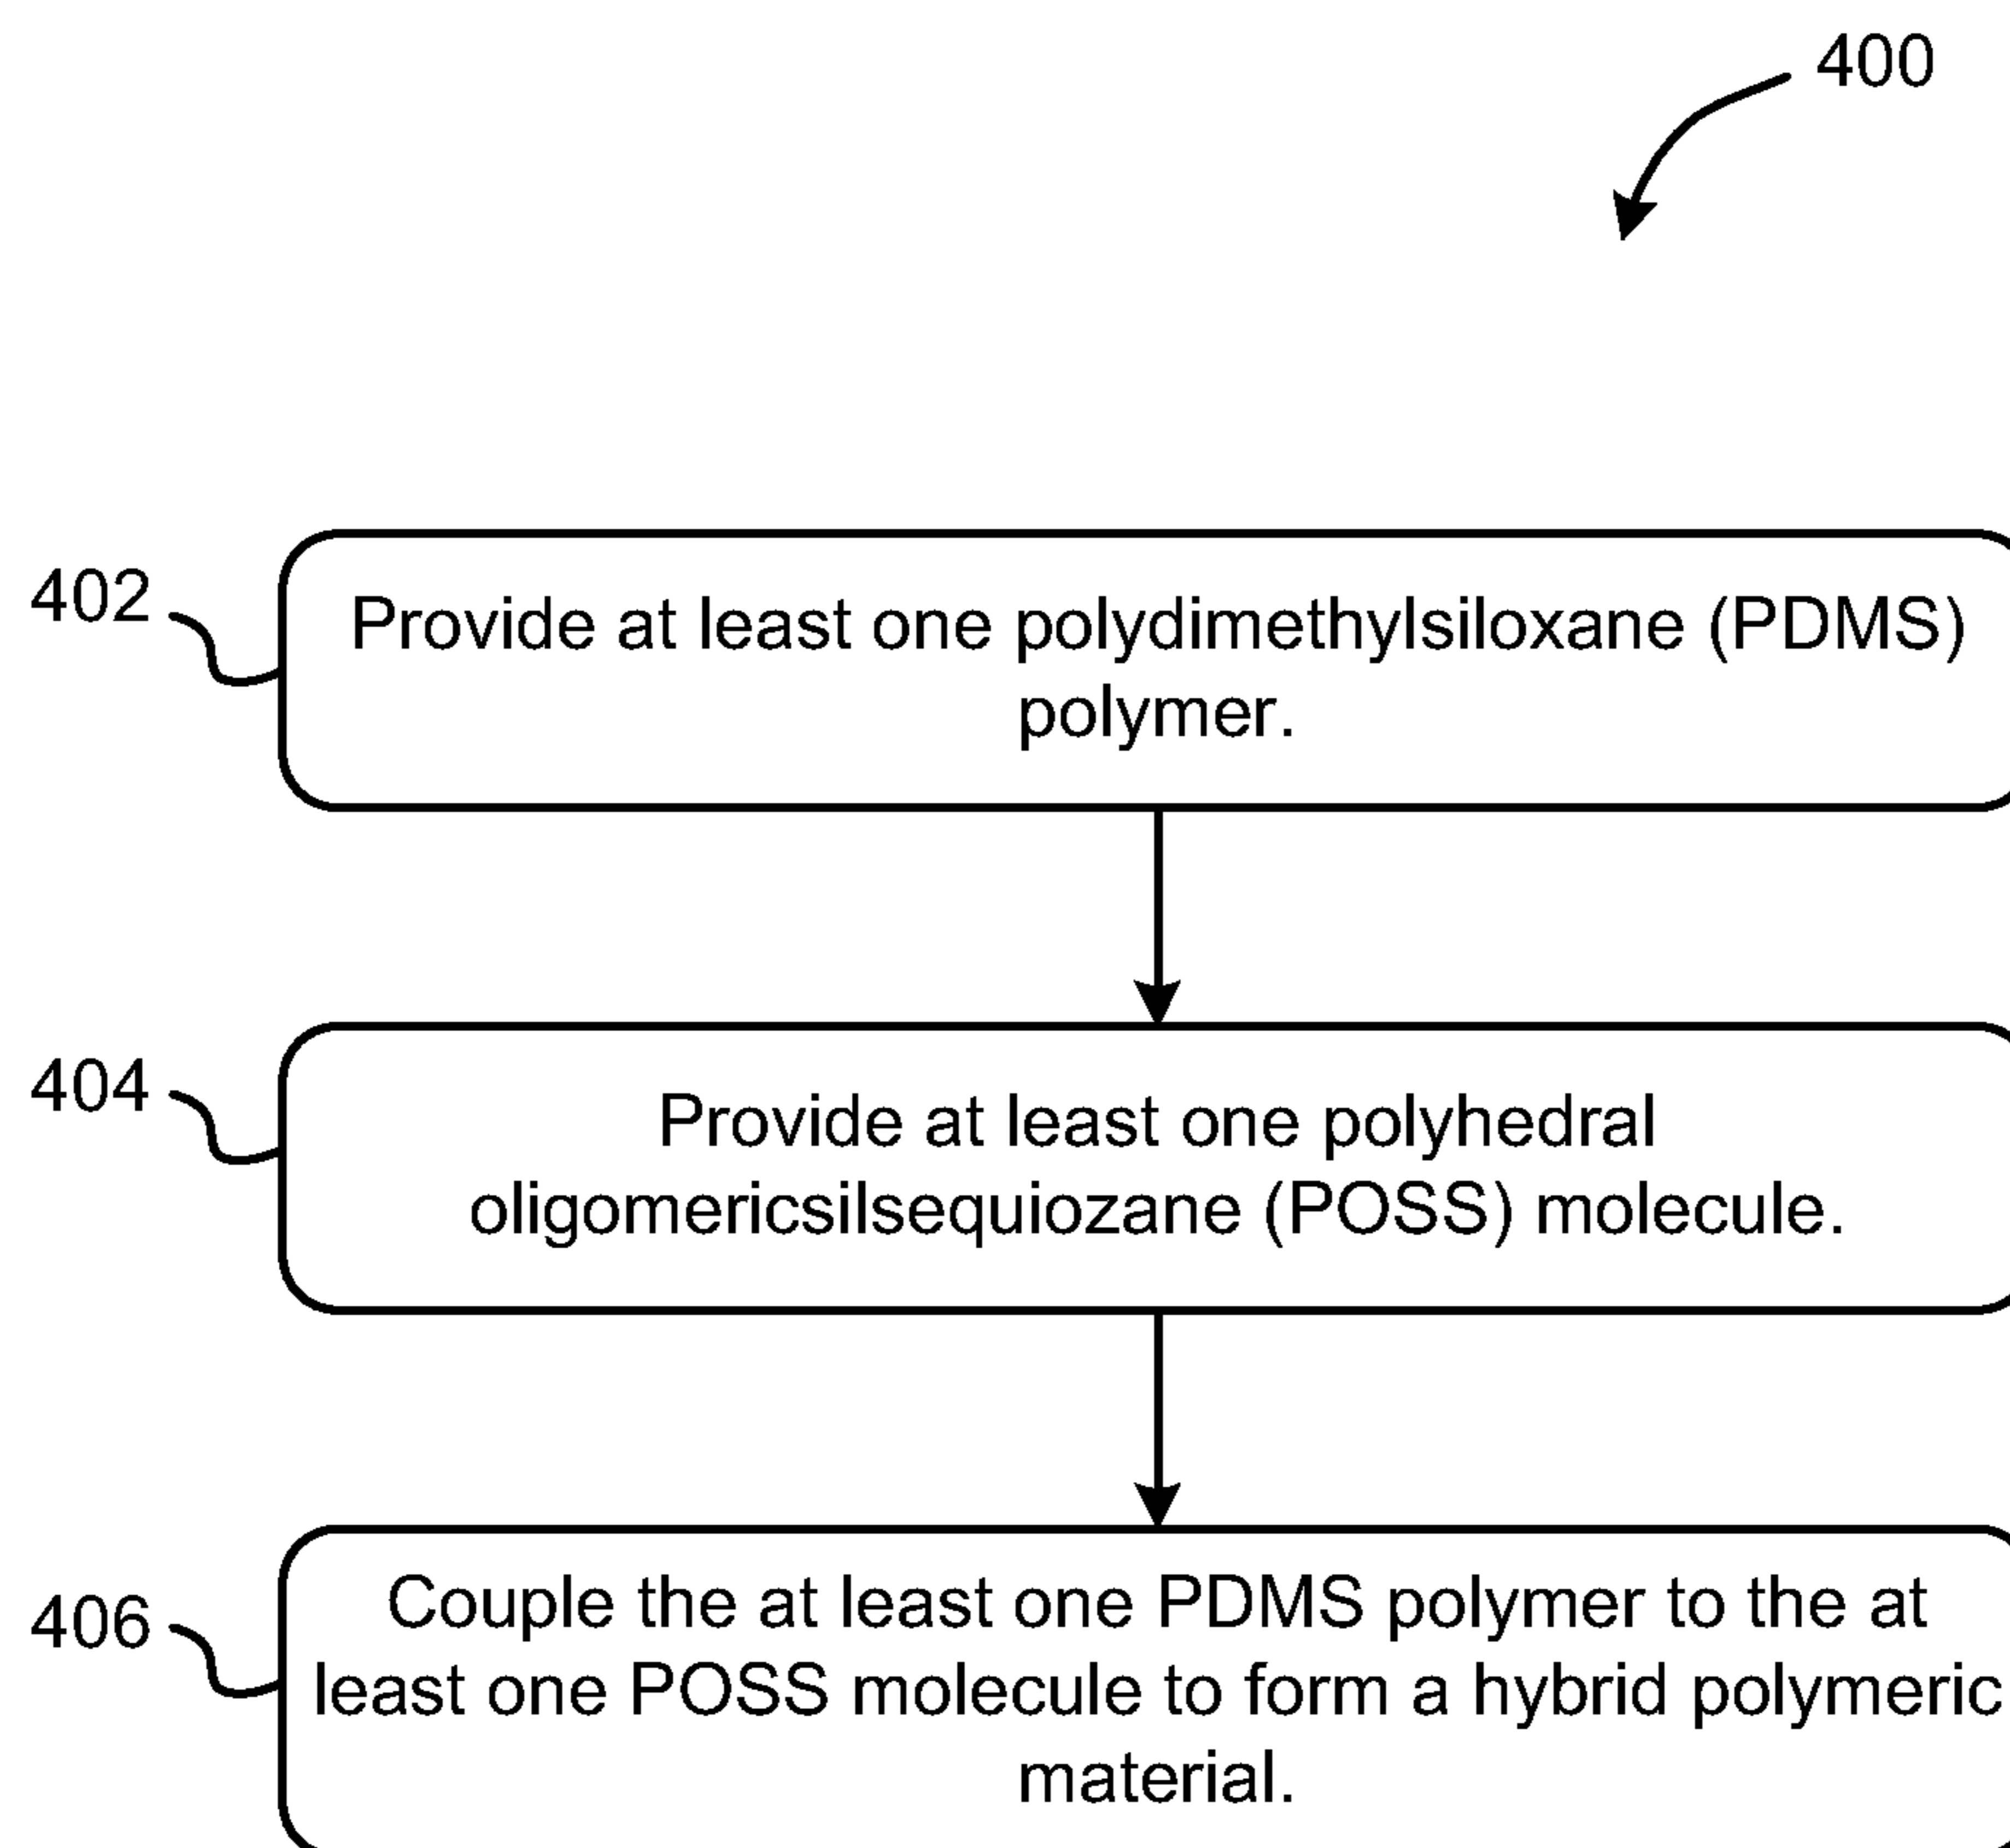 400
402
Provide at least one polydimethylsiloxane (PDMS)
polymer.
404
Provide at least one polyhedral
oligomericsilsequiozane (POSS) molecule.
406
Couple the at least one PDMS polymer to the at
least one POSS molecule to form a hybrid polymeric
material.